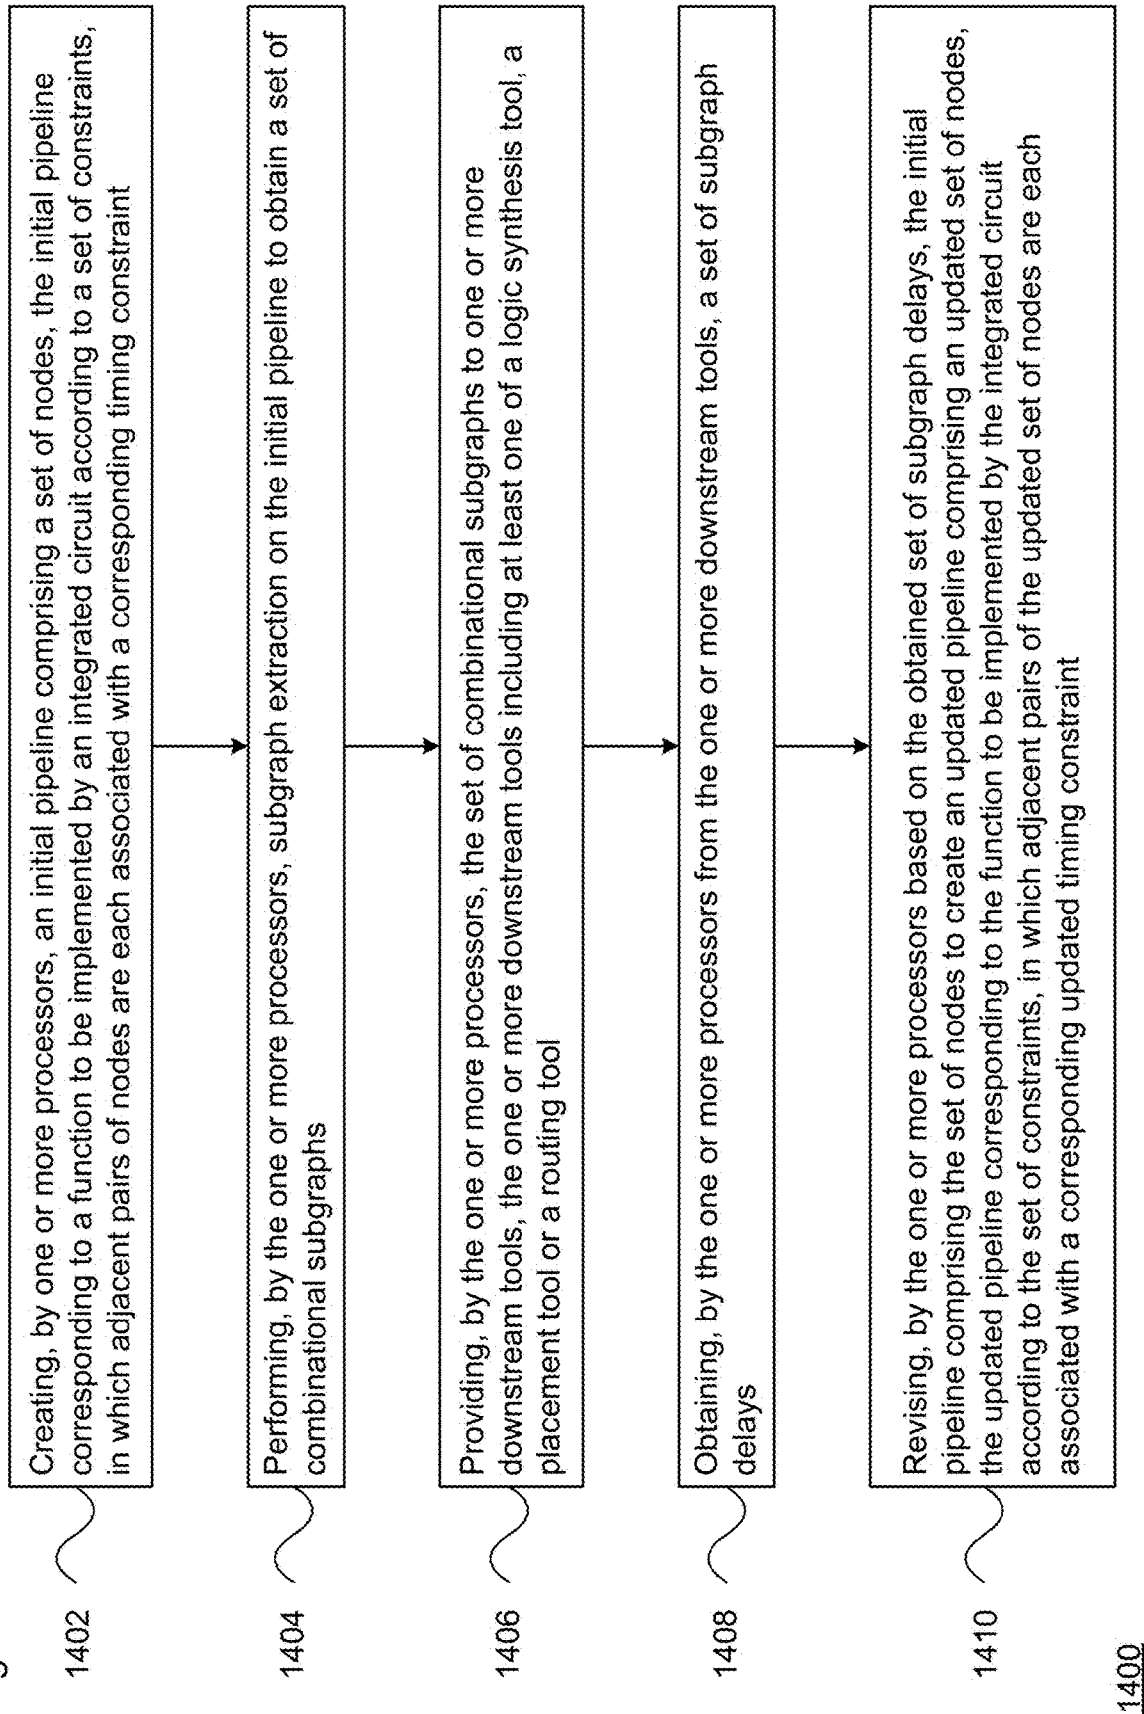 1402
Creating, by one or more processors, an initial pipeline comprising a set of nodes, the initial pipeline
corresponding to a function to be implemented by an integrated circuit according to a set of constraints,
in which adjacent pairs of nodes are each associated with a corresponding timing constraint
1404
Performing, by the one or more processors, subgraph extraction on the initial pipeline to obtain a set of
combinational subgraphs
1406
Providing, by the one or more processors, the set of combinational subgraphs to one or more
downstream tools, the one or more downstream tools including at least one of a logic synthesis tool, a
placement tool or a routing tool
1408
Obtaining, by the one or more processors from the one or more downstream tools, a set of subgraph
delays
1410
Revising, by the one or more processors based on the obtained set of subgraph delays, the initial
pipeline comprising the set of nodes to create an updated pipeline comprising an updated set of nodes,
the updated pipeline corresponding to the function to be implemented by the integrated circuit
according to the set of constraints, in which adjacent pairs of the updated set of nodes are each
associated with a corresponding updated timing constraint
1400